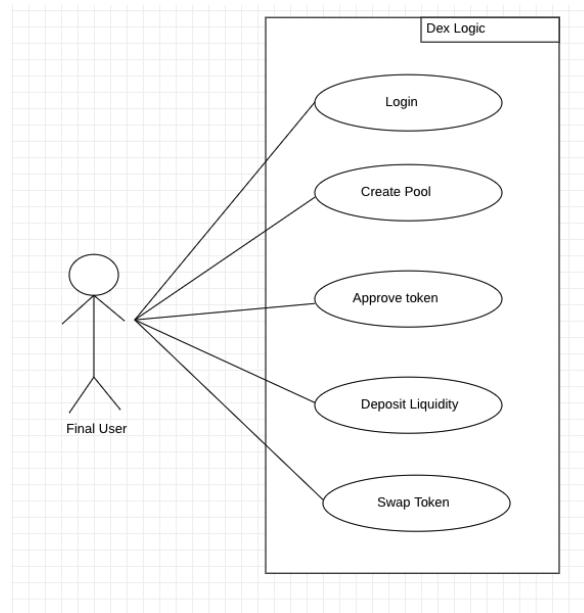 Dex Logic
Login
Create Pool
Approve token
Deposit Liquidity
Swap Token
Final User